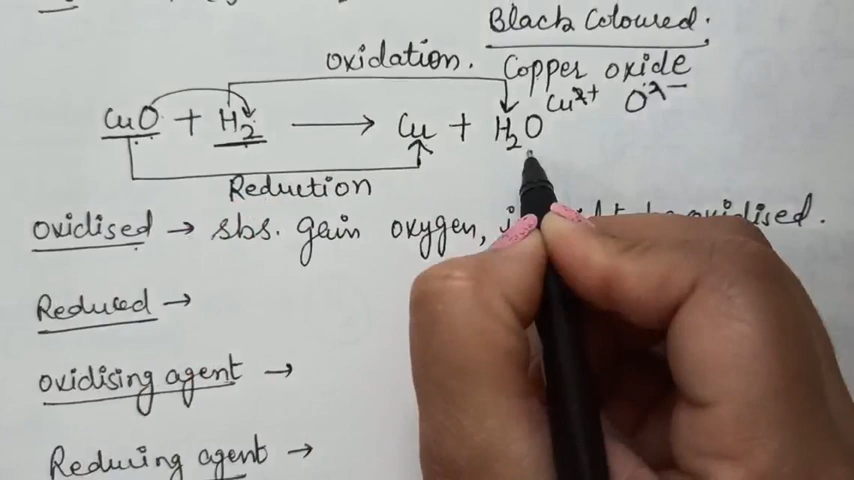 Black Coloured.
oxidation. Copper oxide
Cu²⁺ O²⁻
CuO + H₂ → Cu + H₂O
Reduction
oxidised → sbs. gain oxygen, oxidised.
Reduced →
oxidising agent →
Reducing agent →